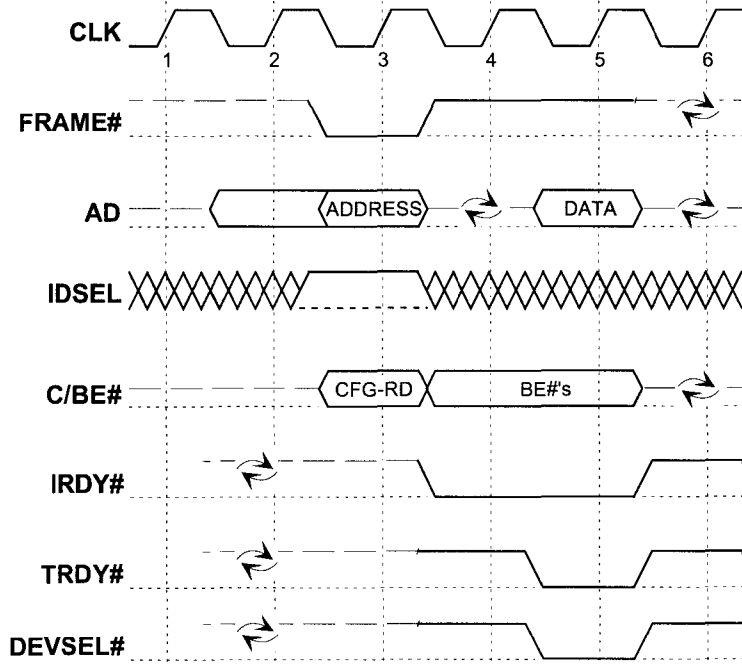 CLK
1 2 3 4 5 6
FRAME#
AD ADDRESS DATA
IDSEL
C/BE# CFG-RD BE#'s
IRDY#
TRDY#
DEVSEL#